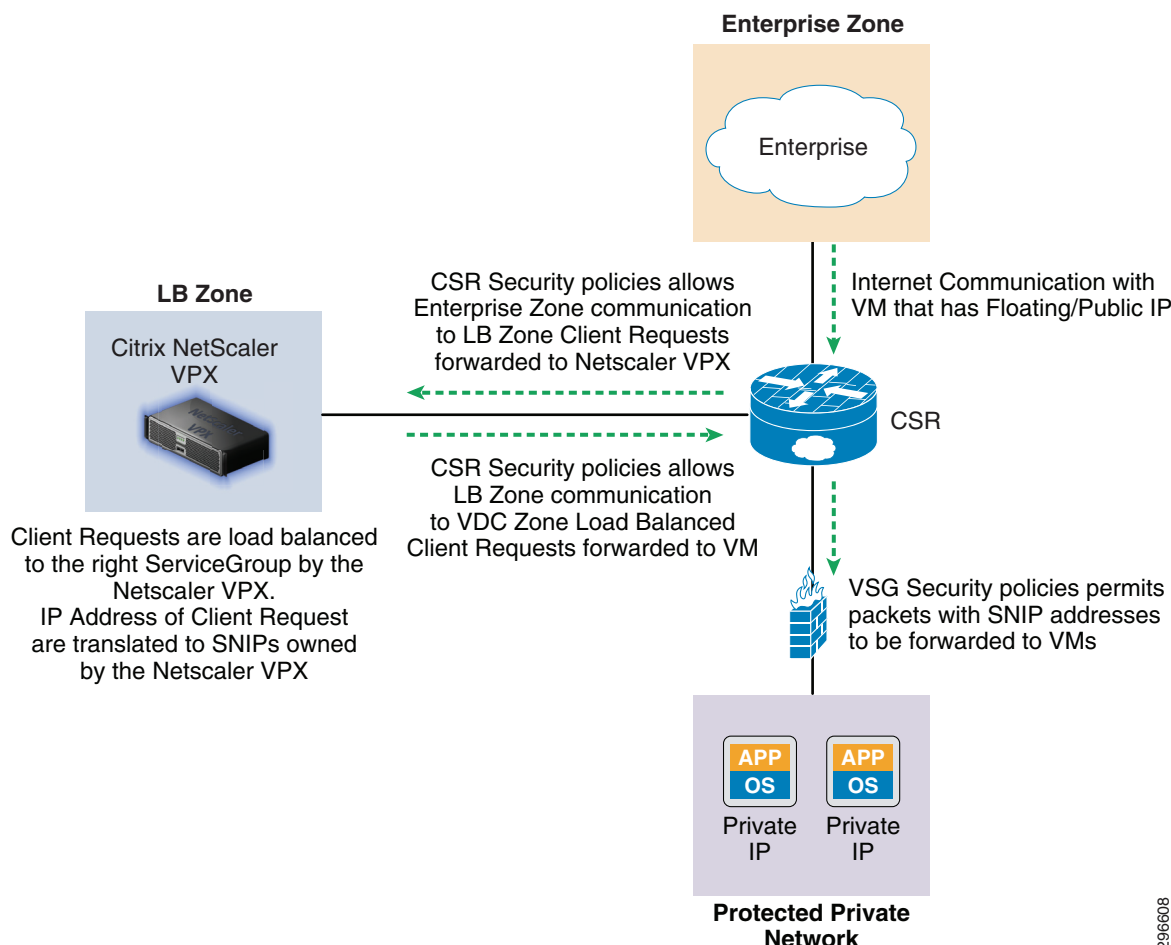 Enterprise Zone
Enterprise
CSR Security policies allows
Enterprise Zone communication
to LB Zone Client Requests
forwarded to Netscaler VPX
Internet Communication with
VM that has Floating/Public IP
LB Zone
Citrix NetScaler
VPX
NetScaler
VPX
CSR
CSR Security policies allows
LB Zone communication
to VDC Zone Load Balanced
Client Requests forwarded to VM
Client Requests are load balanced
to the right ServiceGroup by the
Netscaler VPX.
IP Address of Client Request
are translated to SNIPs owned
by the Netscaler VPX
VSG Security policies permits
packets with SNIP addresses
to be forwarded to VMs
APP
OS
Private
IP
APP
OS
Private
IP
Protected Private
Network
296608